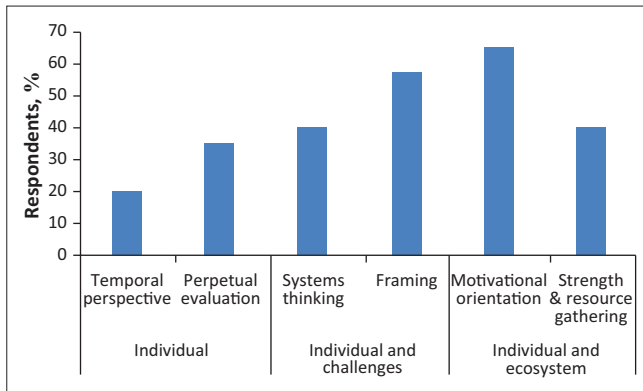 Respondents, %
70
60
50
40
30
20
10
0
Temporal
perspective
Perpetual
evaluation
Systems
thinking
Framing
Motivational
orientation
Strength
& resource
gathering
Individual
Individual and
challenges
Individual and
ecosystem